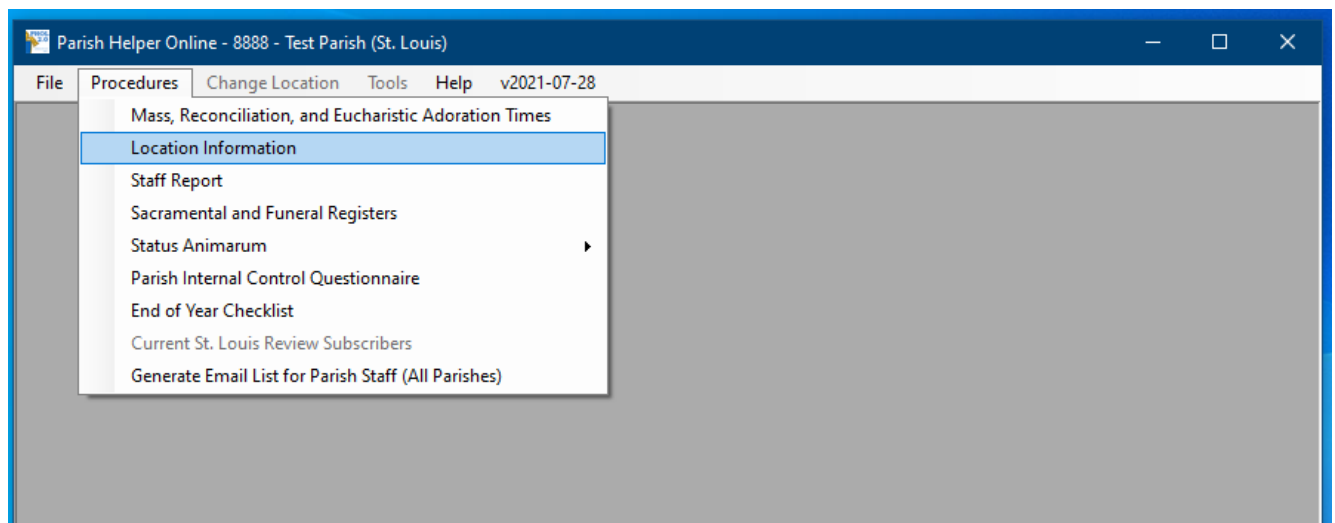 Parish Helper Online - 8888 - Test Parish (St. Louis)
File Procedures Change Location Tools Help v2021-07-28
Mass, Reconciliation, and Eucharistic Adoration Times
Location Information
Staff Report
Sacramental and Funeral Registers
Status Animarum
Parish Internal Control Questionnaire
End of Year Checklist
Current St. Louis Review Subscribers
Generate Email List for Parish Staff (All Parishes)